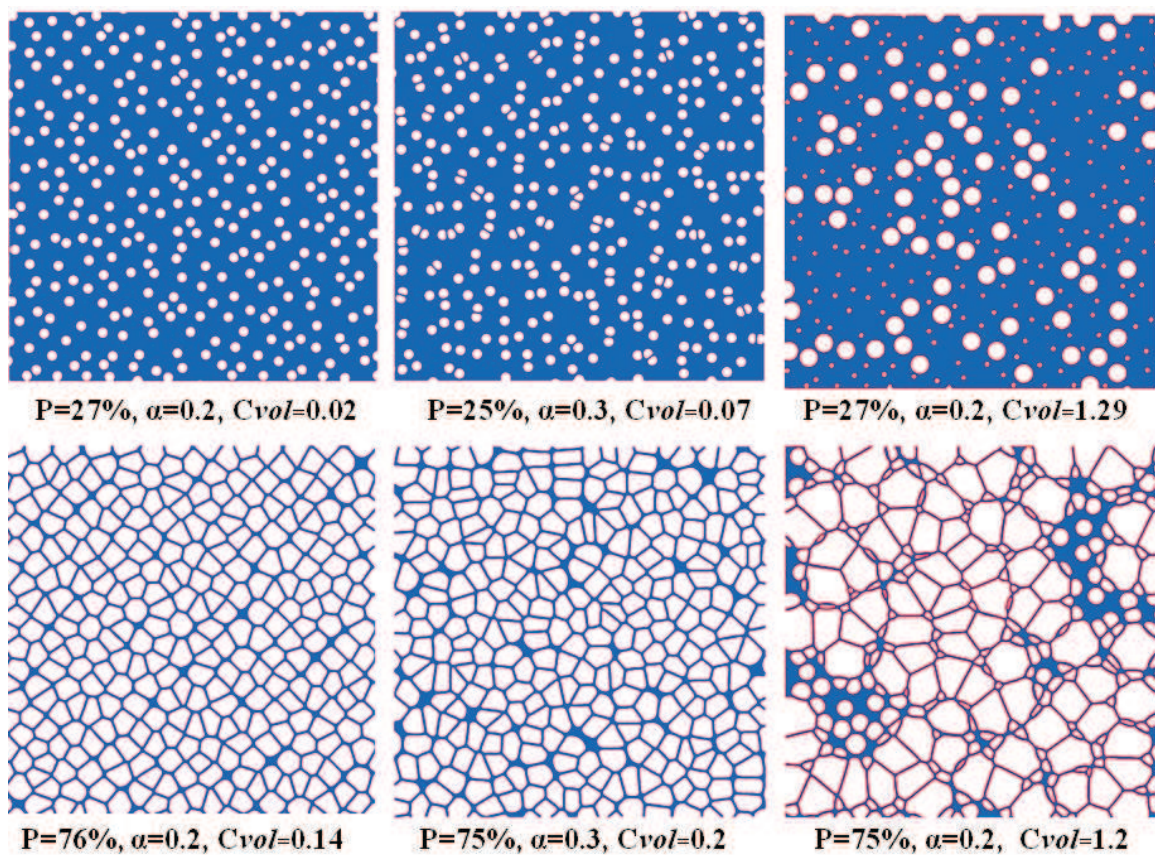 P=27%, α=0.2, Cvol=0.02
P=25%, α=0.3, Cvol=0.07
P=27%, α=0.2, Cvol=1.29
P=76%, α=0.2, Cvol=0.14
P=75%, α=0.3, Cvol=0.2
P=75%, α=0.2, Cvol=1.2